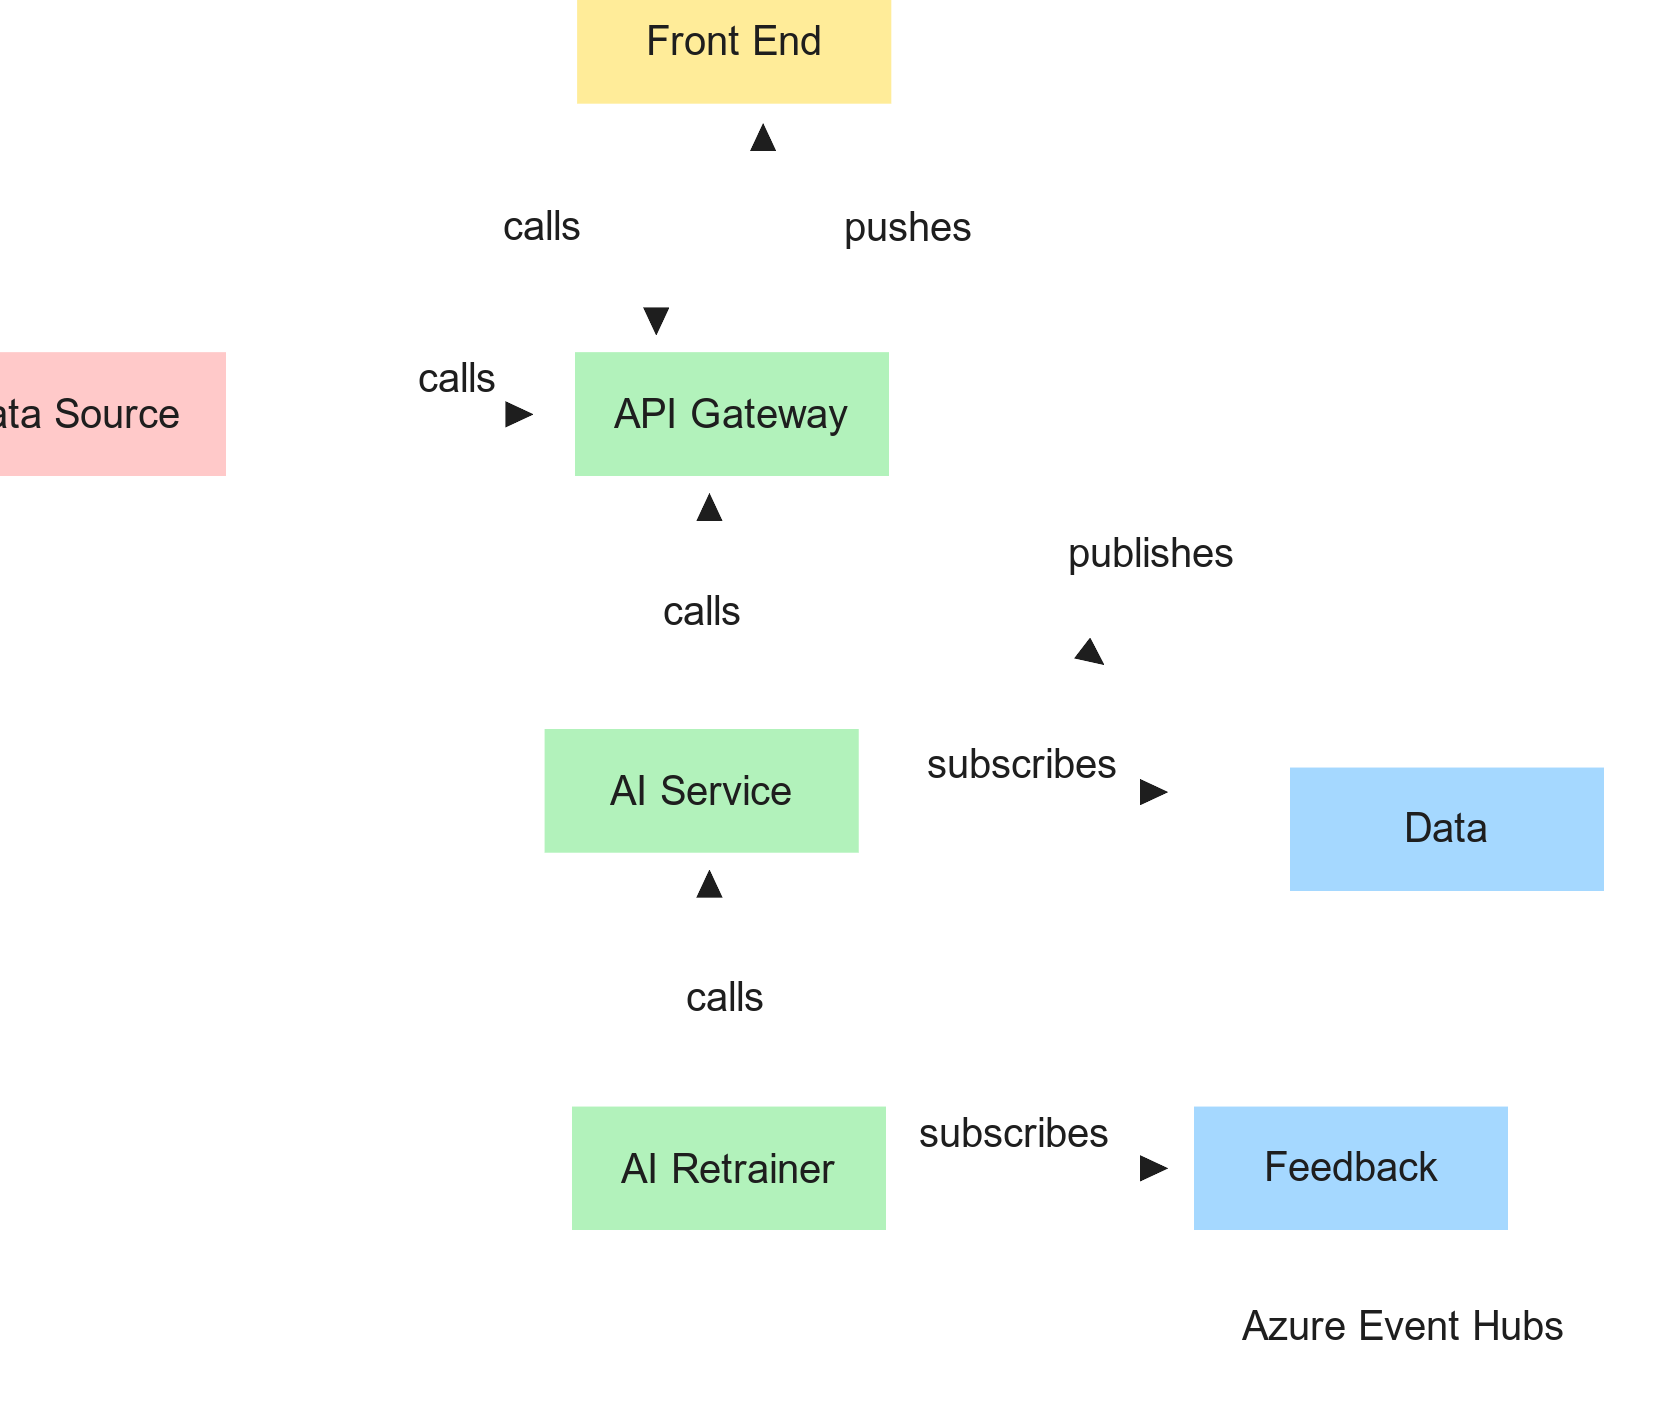 Front End
calls
pushes
calls
ata Source
API Gateway
publishes
calls
subscribes
AI Service
Data
calls
subscribes
AI Retrainer
Feedback
Azure Event Hubs